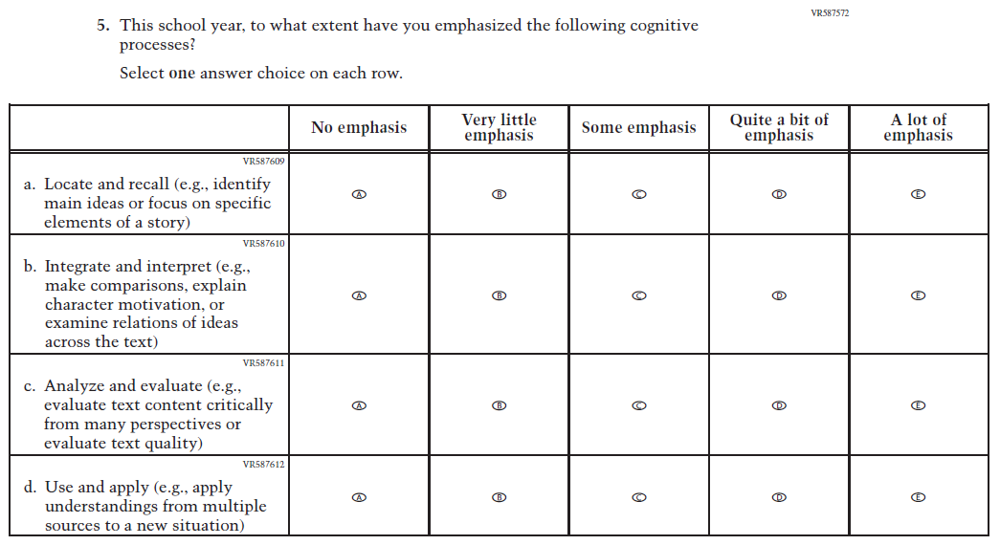 VR587572
5. This school year, to what extent have you emphasized the following cognitive
processes?
Select one answer choice on each row.
No emphasis
Very little
emphasis
Some emphasis
Quite a bit of
emphasis
A lot of
emphasis
VR587609
a. Locate and recall (e.g., identify
main ideas or focus on specific
elements of a story)
A B C D E
VR587610
b. Integrate and interpret (e.g.,
make comparisons, explain
character motivation, or
examine relations of ideas
across the text)
A B C D E
VR587611
c. Analyze and evaluate (e.g.,
evaluate text content critically
from many perspectives or
evaluate text quality)
A B C D E
VR587612
d. Use and apply (e.g., apply
understandings from multiple
sources to a new situation)
A B C D E